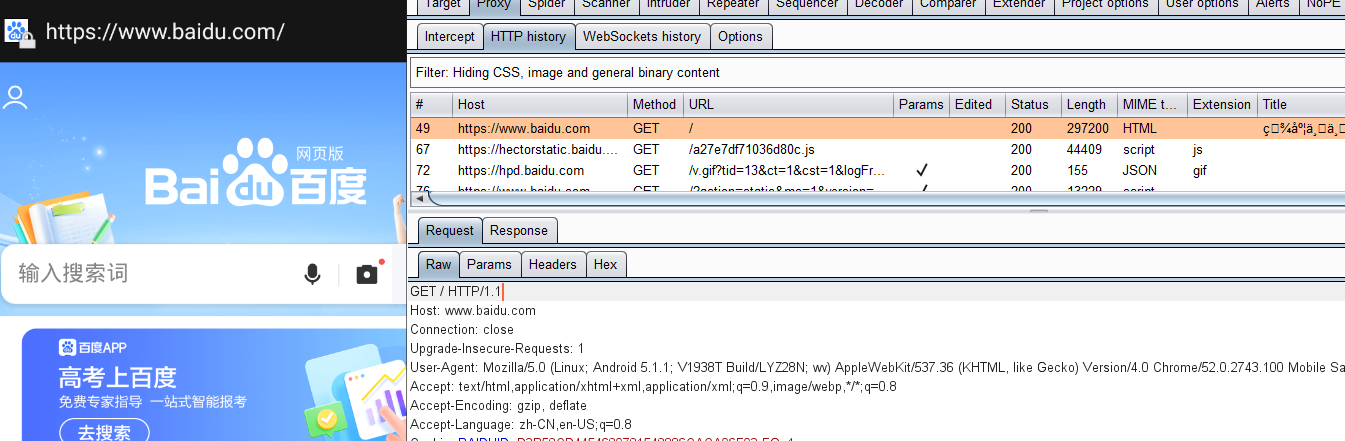 https://www.baidu.com/
网页版
Bai du 百度
输入搜索词
百度APP
高考上百度
免费专家指导 一站式智能报考
去搜索
Target Proxy Spider Scanner Intruder Repeater Sequencer Decoder Comparer Extender Project options User options Alerts NoPE
Intercept HTTP history WebSockets history Options
Filter: Hiding CSS, image and general binary content
# Host Method URL Params Edited Status Length MIME t... Extension Title
49 https://www.baidu.com GET / 200 297200 HTML
67 https://hectorstatic.baidu.... GET /a27e7df71036d80c.js 200 44409 script js
72 https://hpd.baidu.com GET /v.gif?tid=13&ct=1&cst=1&logFr... ✓ 200 155 JSON gif
76 https://www.baidu.com GET /?action=static&ms=1&version= 200 13229 script
Request Response
Raw Params Headers Hex
GET / HTTP/1.1
Host: www.baidu.com
Connection: close
Upgrade-Insecure-Requests: 1
User-Agent: Mozilla/5.0 (Linux; Android 5.1.1; V1938T Build/LYZ28N; wv) AppleWebKit/537.36 (KHTML, like Gecko) Version/4.0 Chrome/52.0.2743.100 Mobile Sa
Accept: text/html,application/xhtml+xml,application/xml;q=0.9,image/webp,*/*;q=0.8
Accept-Encoding: gzip, deflate
Accept-Language: zh-CN,en-US;q=0.8